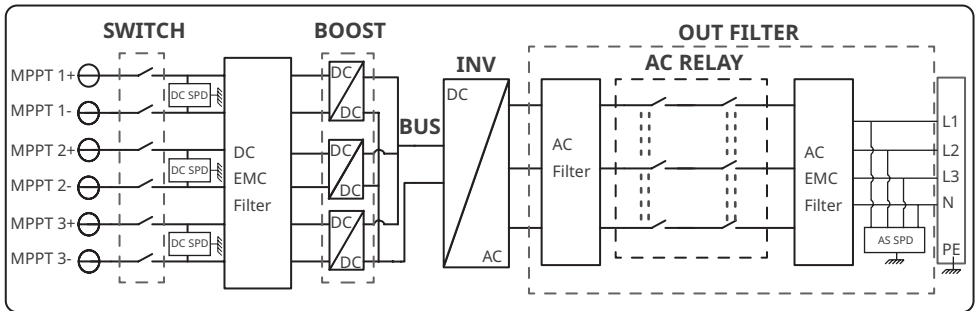 SWITCH
BOOST
OUT FILTER
AC RELAY
INV
MPPT 1+
MPPT 1-
MPPT 2+
MPPT 2-
MPPT 3+
MPPT 3-
DC SPD
DC SPD
DC SPD
DC
EMC
Filter
DC
DC
DC
DC
DC
DC
BUS
DC
AC
AC
Filter
AC
EMC
Filter
L1
L2
L3
N
PE
AS SPD